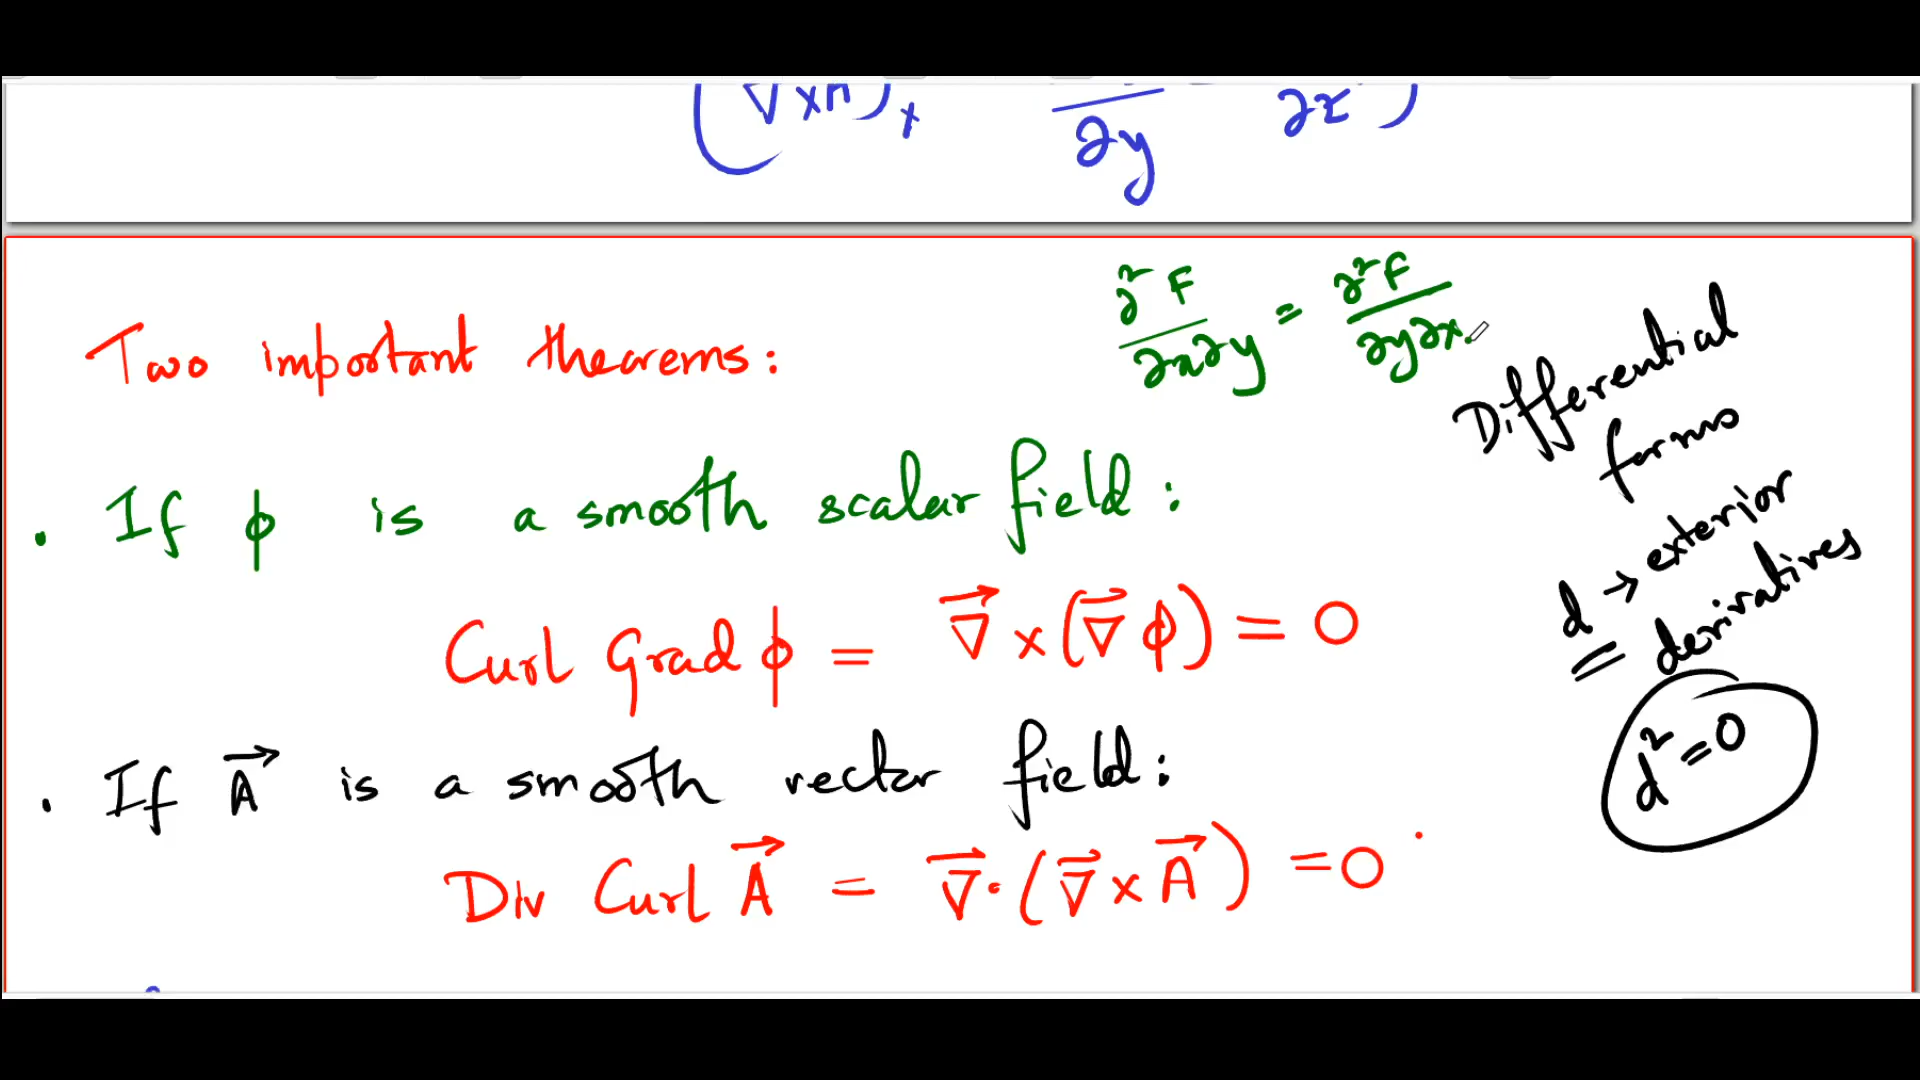 (∇×A)ₓ ∂y ∂z)
∂²F/∂x∂y = ∂²F/∂y∂x.
Two important theorems:
Differential
forms
. If ϕ is a smooth scalar field:
d → exterior
derivatives
Curl Grad ϕ = ∇⃗ × (∇⃗ ϕ) = 0
d² = 0
. If A⃗ is a smooth vector field:
Div Curl A⃗ = ∇⃗ · (∇⃗ × A⃗) = 0